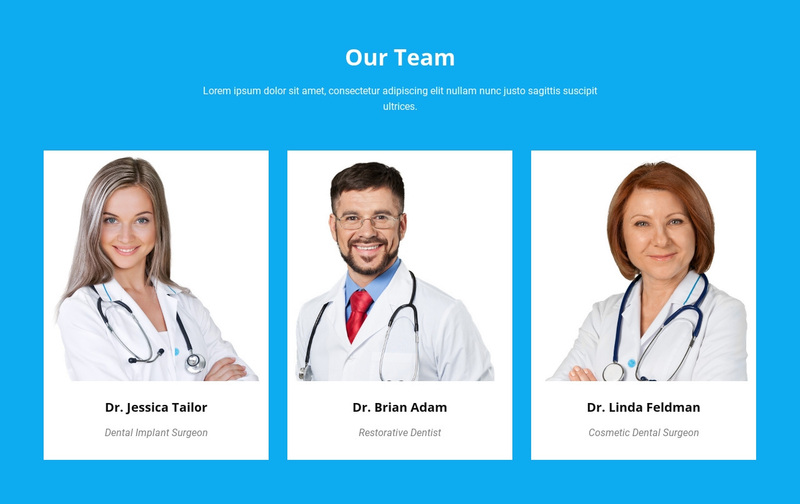 Our Team
Lorem ipsum dolor sit amet, consectetur adipiscing elit nullam nunc justo sagittis suscipit
ultrices.
Dr. Jessica Tailor
Dental Implant Surgeon
Dr. Brian Adam
Restorative Dentist
Dr. Linda Feldman
Cosmetic Dental Surgeon